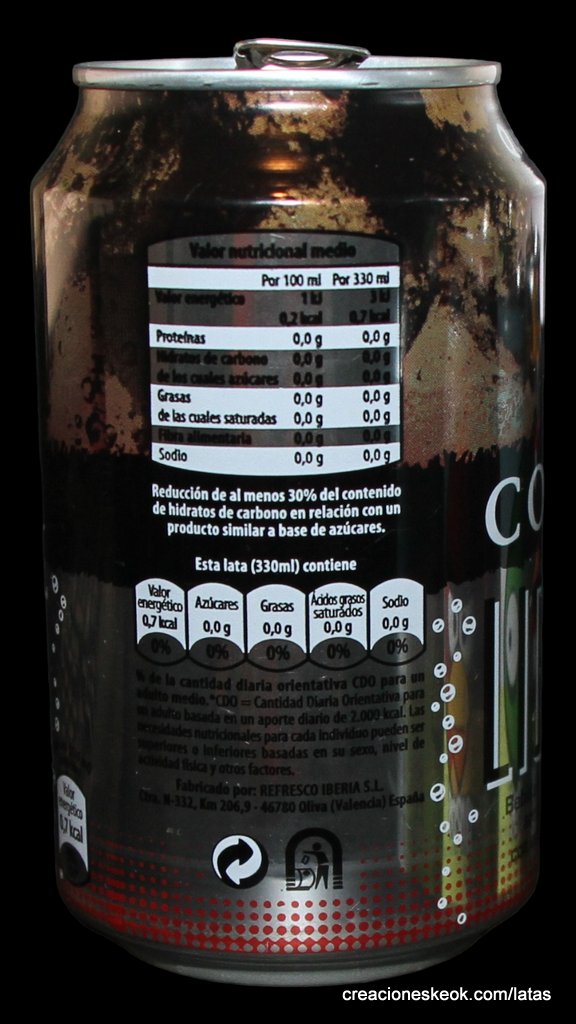 Valor nutricional medio
Por 100 ml Por 330 ml
Valor energético 1 kJ 3 kJ
0,2 kcal 0,7 kcal
Proteínas 0,0 g 0,0 g
Hidratos de carbono 0,0 g 0,0 g
de los cuales azúcares 0,0 g 0,0 g
Grasas 0,0 g 0,0 g
de las cuales saturadas 0,0 g 0,0 g
Fibra alimentaria 0,0 g 0,0 g
Sodio 0,0 g 0,0 g
Reducción de al menos 30% del contenido
de hidratos de carbono en relación con un
producto similar a base de azúcares.
CO
Esta lata (330ml) contiene
Valor energético 0,7 kcal 0%
Azúcares 0,0 g 0%
Grasas 0,0 g 0%
Ácidos grasos saturados 0,0 g 0%
Sodio 0,0 g 0%
% de la cantidad diaria orientativa CDO para un
adulto medio.*CDO = Cantidad Diaria Orientativa para
un adulto basada en un aporte diario de 2.000 kcal. Las
necesidades nutricionales para cada individuo pueden ser
superiores o inferiores basadas en su sexo, nivel de
actividad física y otros factores.
Fabricado por: REFRESCO IBERIA S.L.
Ctra. N-332, Km 206,9 - 46780 Oliva (Valencia) España
Valor
energético
0,7 kcal
creacioneskeok.com/latas